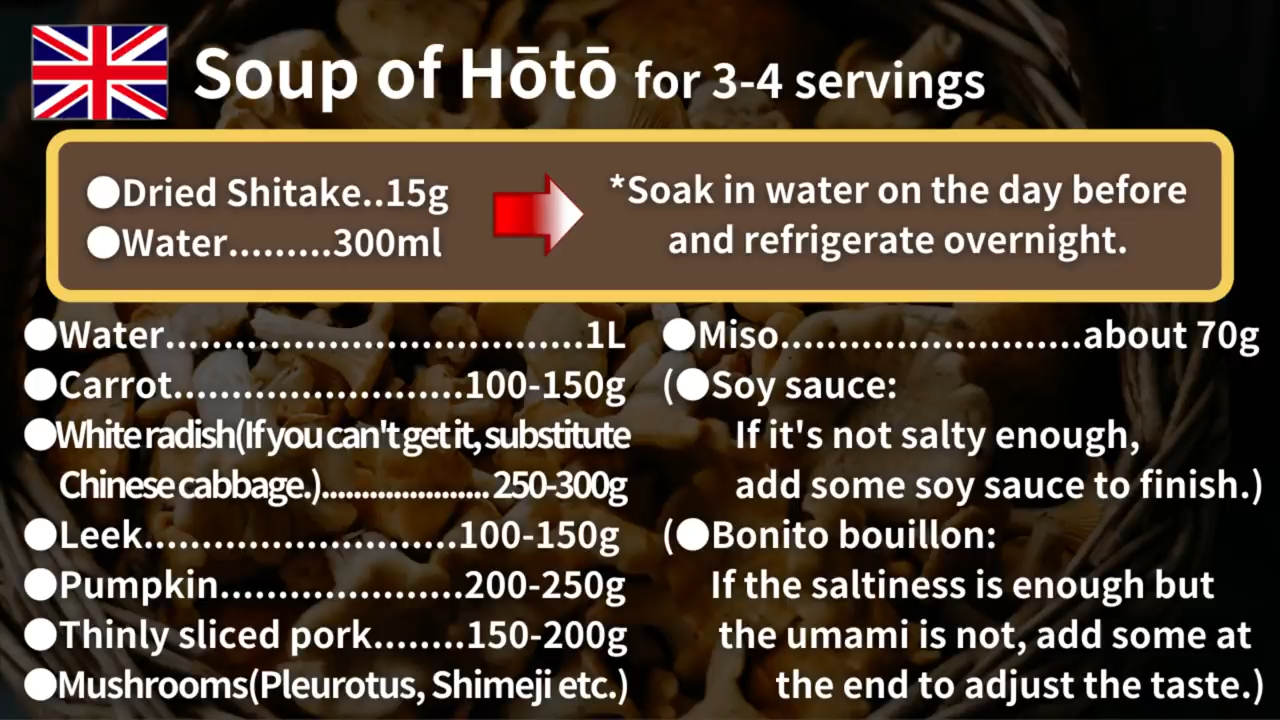 Soup of Hōtō for 3-4 servings
●Dried Shitake..15g
●Water.........300ml
*Soak in water on the day before
and refrigerate overnight.
●Water....................................1L
●Carrot.........................100-150g
●White radish(If you can't get it, substitute
Chinese cabbage.)....................... 250-300g
●Leek...........................100-150g
●Pumpkin.....................200-250g
●Thinly sliced pork........150-200g
●Mushrooms(Pleurotus, Shimeji etc.)
●Miso..........................about 70g
(●Soy sauce:
If it's not salty enough,
add some soy sauce to finish.)
(●Bonito bouillon:
If the saltiness is enough but
the umami is not, add some at
the end to adjust the taste.)